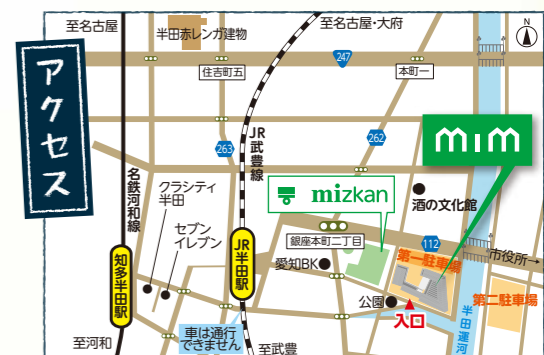 アクセス
至名古屋
半田赤レンガ建物
至名古屋・大府
N
住吉町五
247
本町一
名鉄河和線
263
JR武豊線
262
mim
クラシティ
半田
セブン
イレブン
mizkan
酒の文化館
銀座本町二丁目
112
知多半田駅
JR半田駅
愛知BK
第一駐車場
市役所→
公園
入口
第二駐車場
半田運河
至河和
車は通行
できません
至武豊